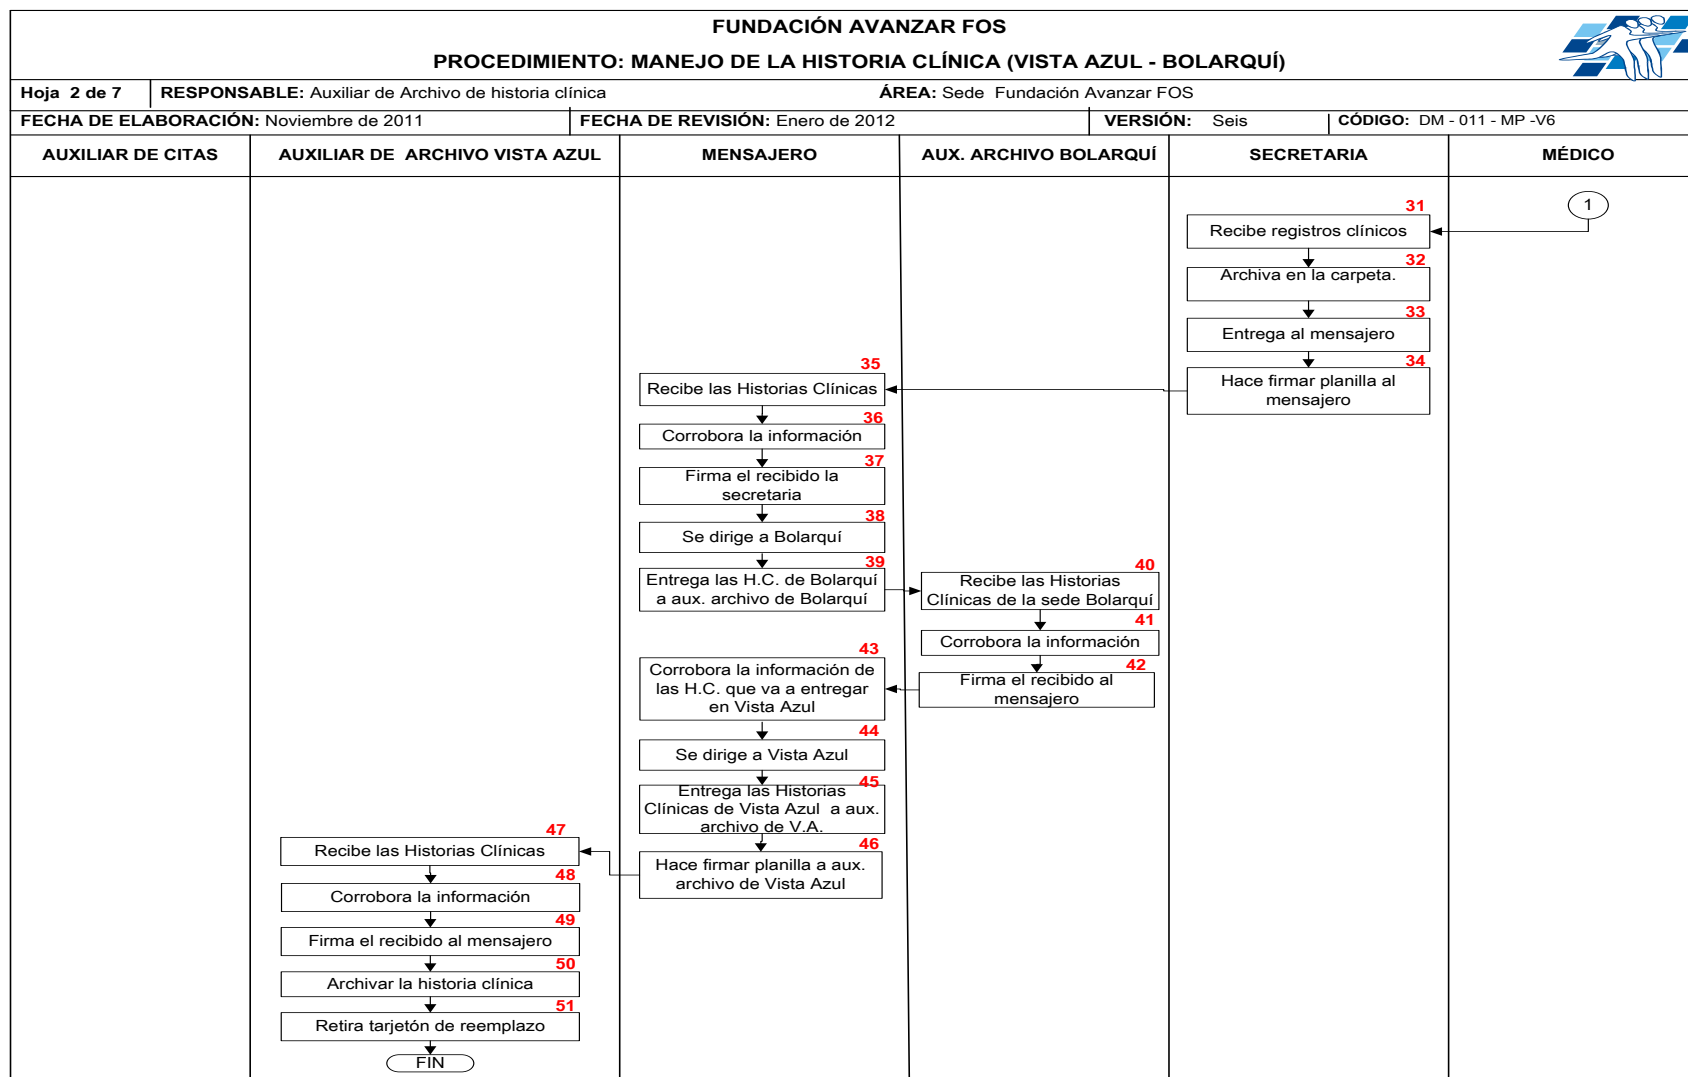 FUNDACIÓN AVANZAR FOS
PROCEDIMIENTO: MANEJO DE LA HISTORIA CLÍNICA (VISTA AZUL - BOLARQUÍ)
Hoja 2 de 7 RESPONSABLE: Auxiliar de Archivo de historia clínica ÁREA: Sede Fundación Avanzar FOS
FECHA DE ELABORACIÓN: Noviembre de 2011 FECHA DE REVISIÓN: Enero de 2012 VERSIÓN: Seis CÓDIGO: DM - 011 - MP -V6
AUXILIAR DE CITAS AUXILIAR DE ARCHIVO VISTA AZUL MENSAJERO AUX. ARCHIVO BOLARQUÍ SECRETARIA MÉDICO
1
31
Recibe registros clínicos
32
Archiva en la carpeta.
33
Entrega al mensajero
34
Hace firmar planilla al
mensajero
35
Recibe las Historias Clínicas
36
Corrobora la información
37
Firma el recibido la
secretaria
38
Se dirige a Bolarquí
39
Entrega las H.C. de Bolarquí
a aux. archivo de Bolarquí
40
Recibe las Historias
Clínicas de la sede Bolarquí
41
Corrobora la información
42
Firma el recibido al
mensajero
43
Corrobora la información de
las H.C. que va a entregar
en Vista Azul
44
Se dirige a Vista Azul
45
Entrega las Historias
Clínicas de Vista Azul a aux.
archivo de V.A.
46
Hace firmar planilla a aux.
archivo de Vista Azul
47
Recibe las Historias Clínicas
48
Corrobora la información
49
Firma el recibido al mensajero
50
Archivar la historia clínica
51
Retira tarjetón de reemplazo
FIN